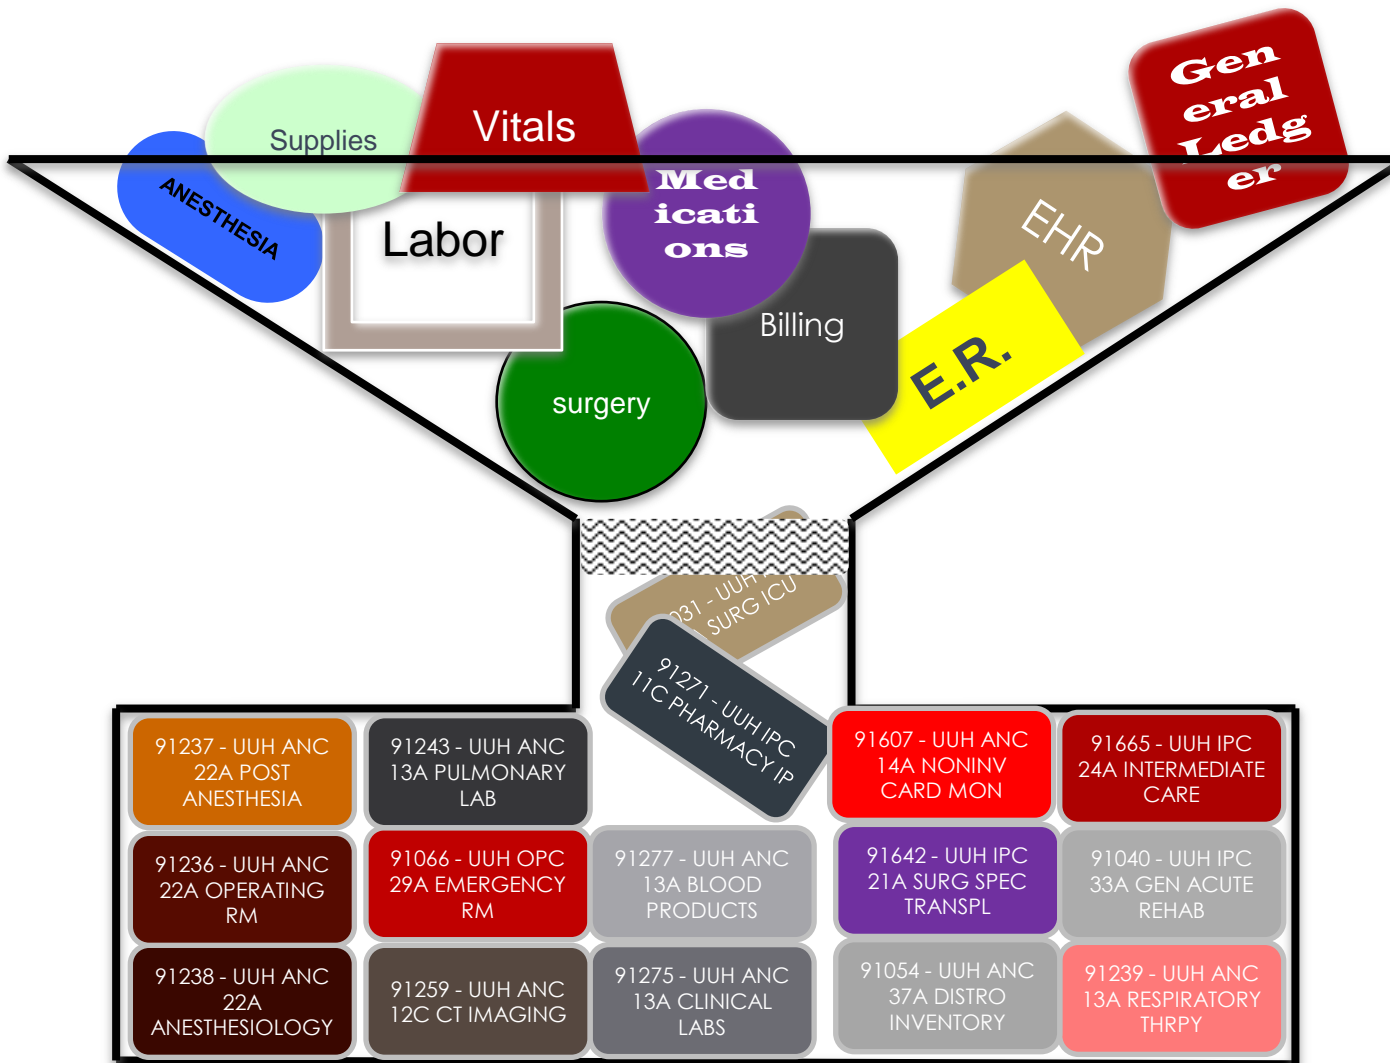 Supplies
Vitals
Gen
eral
Ledg
er
ANESTHESIA
Labor
Med
icati
ons
EHR
Billing
E.R.
surgery
031 - UUH
SURG ICU
91271 - UUH IPC
11C PHARMACY IP
91237 - UUH ANC
22A POST
ANESTHESIA
91243 - UUH ANC
13A PULMONARY
LAB
91607 - UUH ANC
14A NONINV
CARD MON
91665 - UUH IPC
24A INTERMEDIATE
CARE
91236 - UUH ANC
22A OPERATING
RM
91066 - UUH OPC
29A EMERGENCY
RM
91277 - UUH ANC
13A BLOOD
PRODUCTS
91642 - UUH IPC
21A SURG SPEC
TRANSPL
91040 - UUH IPC
33A GEN ACUTE
REHAB
91238 - UUH ANC
22A
ANESTHESIOLOGY
91259 - UUH ANC
12C CT IMAGING
91275 - UUH ANC
13A CLINICAL
LABS
91054 - UUH ANC
37A DISTRO
INVENTORY
91239 - UUH ANC
13A RESPIRATORY
THRPY